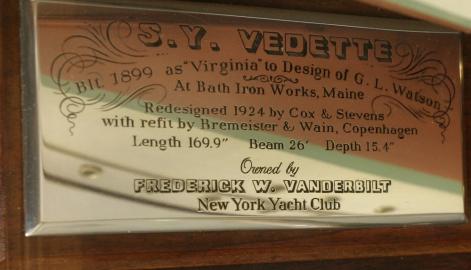 S.Y. VEDETTE
Blt 1899 as "Virginia" to Design of G. L. Watson
At Bath Iron Works, Maine
Redesigned 1924 by Cox & Stevens
with refit by Bremeister & Wain, Copenhagen
Length 169.9" Beam 26' Depth 15.4"
Owned by
FREDERICK W. VANDERBILT
New York Yacht Club